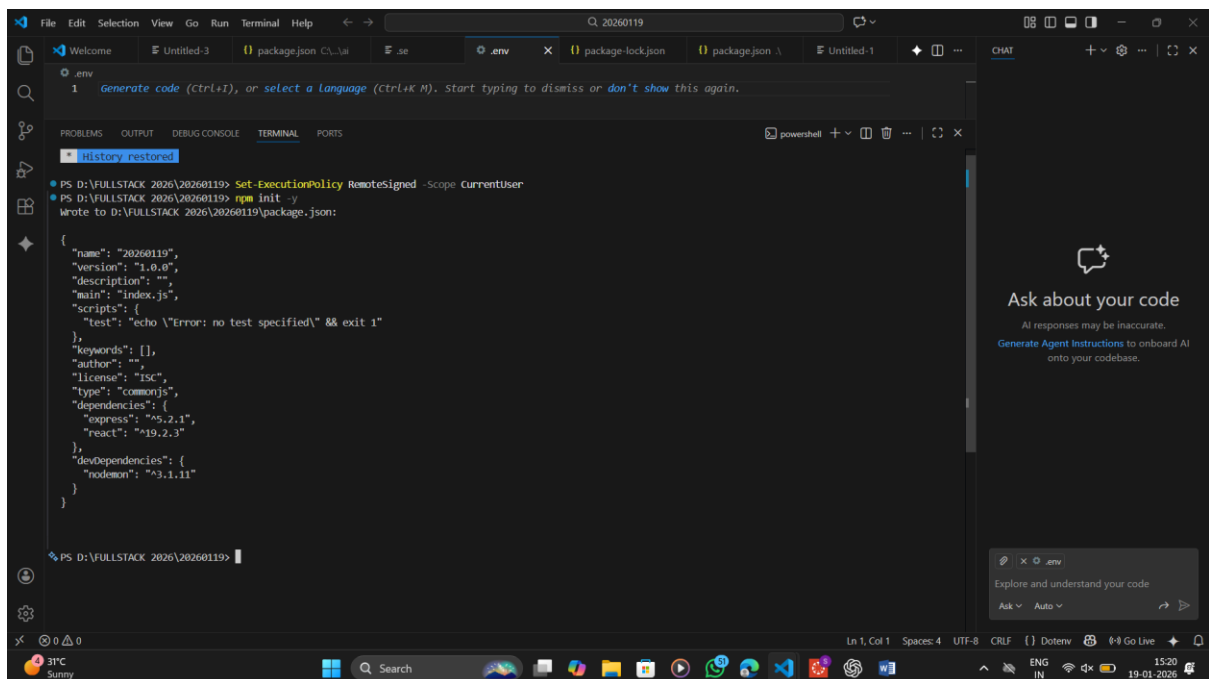 File Edit Selection View Go Run Terminal Help
20260119
Welcome
Untitled-3
package.json C:\...\ai
.se
.env
package-lock.json
package.json .\
Untitled-1
.env
1 Generate code (Ctrl+I), or select a language (Ctrl+K M). Start typing to dismiss or don't show this again.
PROBLEMS OUTPUT DEBUG CONSOLE TERMINAL PORTS
powershell
* History restored
PS D:\FULLSTACK 2026\20260119> Set-ExecutionPolicy RemoteSigned -Scope CurrentUser
PS D:\FULLSTACK 2026\20260119> npm init -y
Wrote to D:\FULLSTACK 2026\20260119\package.json:
{
"name": "20260119",
"version": "1.0.0",
"description": "",
"main": "index.js",
"scripts": {
"test": "echo \"Error: no test specified\" && exit 1"
},
"keywords": [],
"author": "",
"license": "ISC",
"type": "commonjs",
"dependencies": {
"express": "^5.2.1",
"react": "^19.2.3"
},
"devDependencies": {
"nodemon": "^3.1.11"
}
}
PS D:\FULLSTACK 2026\20260119>
CHAT
Ask about your code
AI responses may be inaccurate.
Generate Agent Instructions to onboard AI
onto your codebase.
.env
Explore and understand your code
Ask Auto
0 0
Ln 1, Col 1 Spaces: 4 UTF-8 CRLF {} Dotenv Go Live
4
31°C
Sunny
Search
51
ENG
IN
15:20
19-01-2026